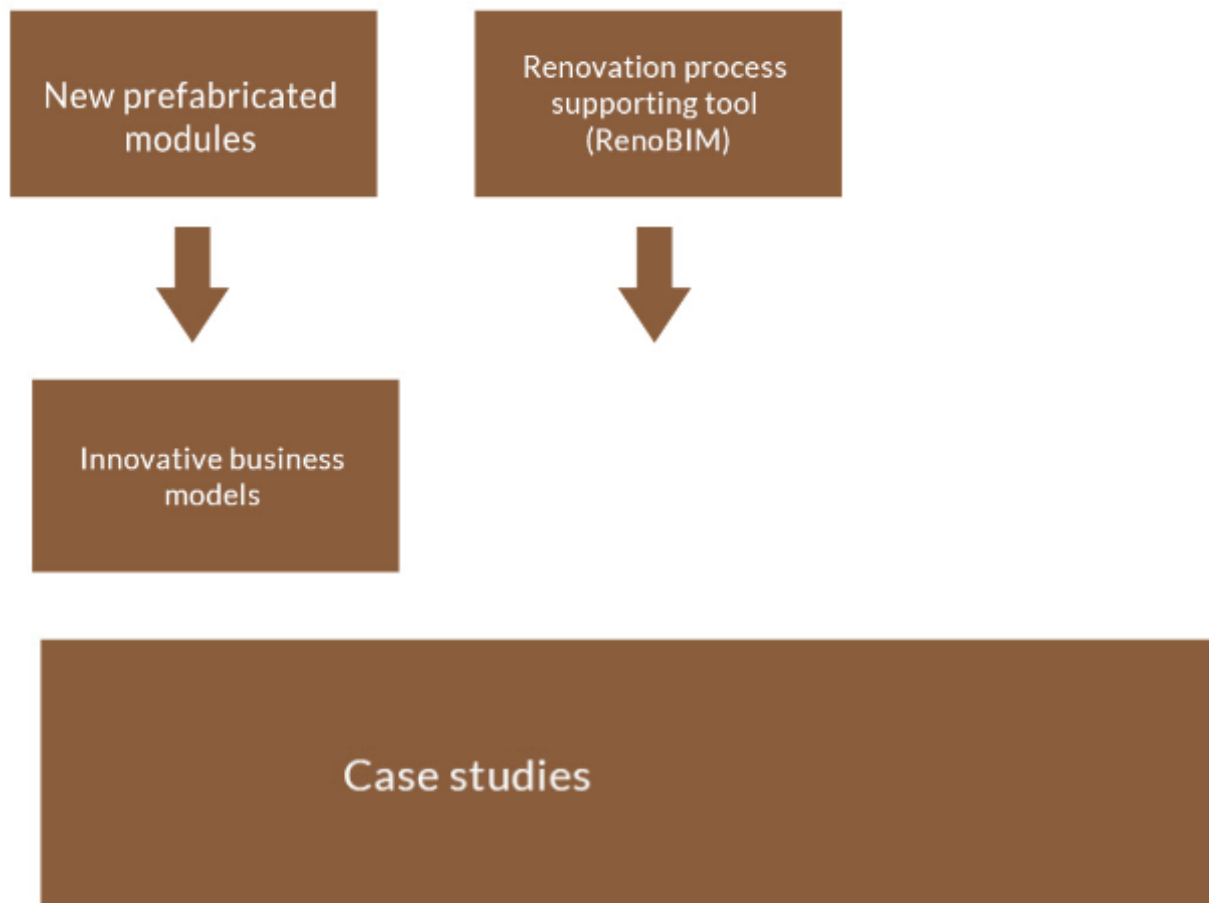 New prefabricated
modules
Renovation process
supporting tool
(RenoBIM)
Innovative business
models
Case studies